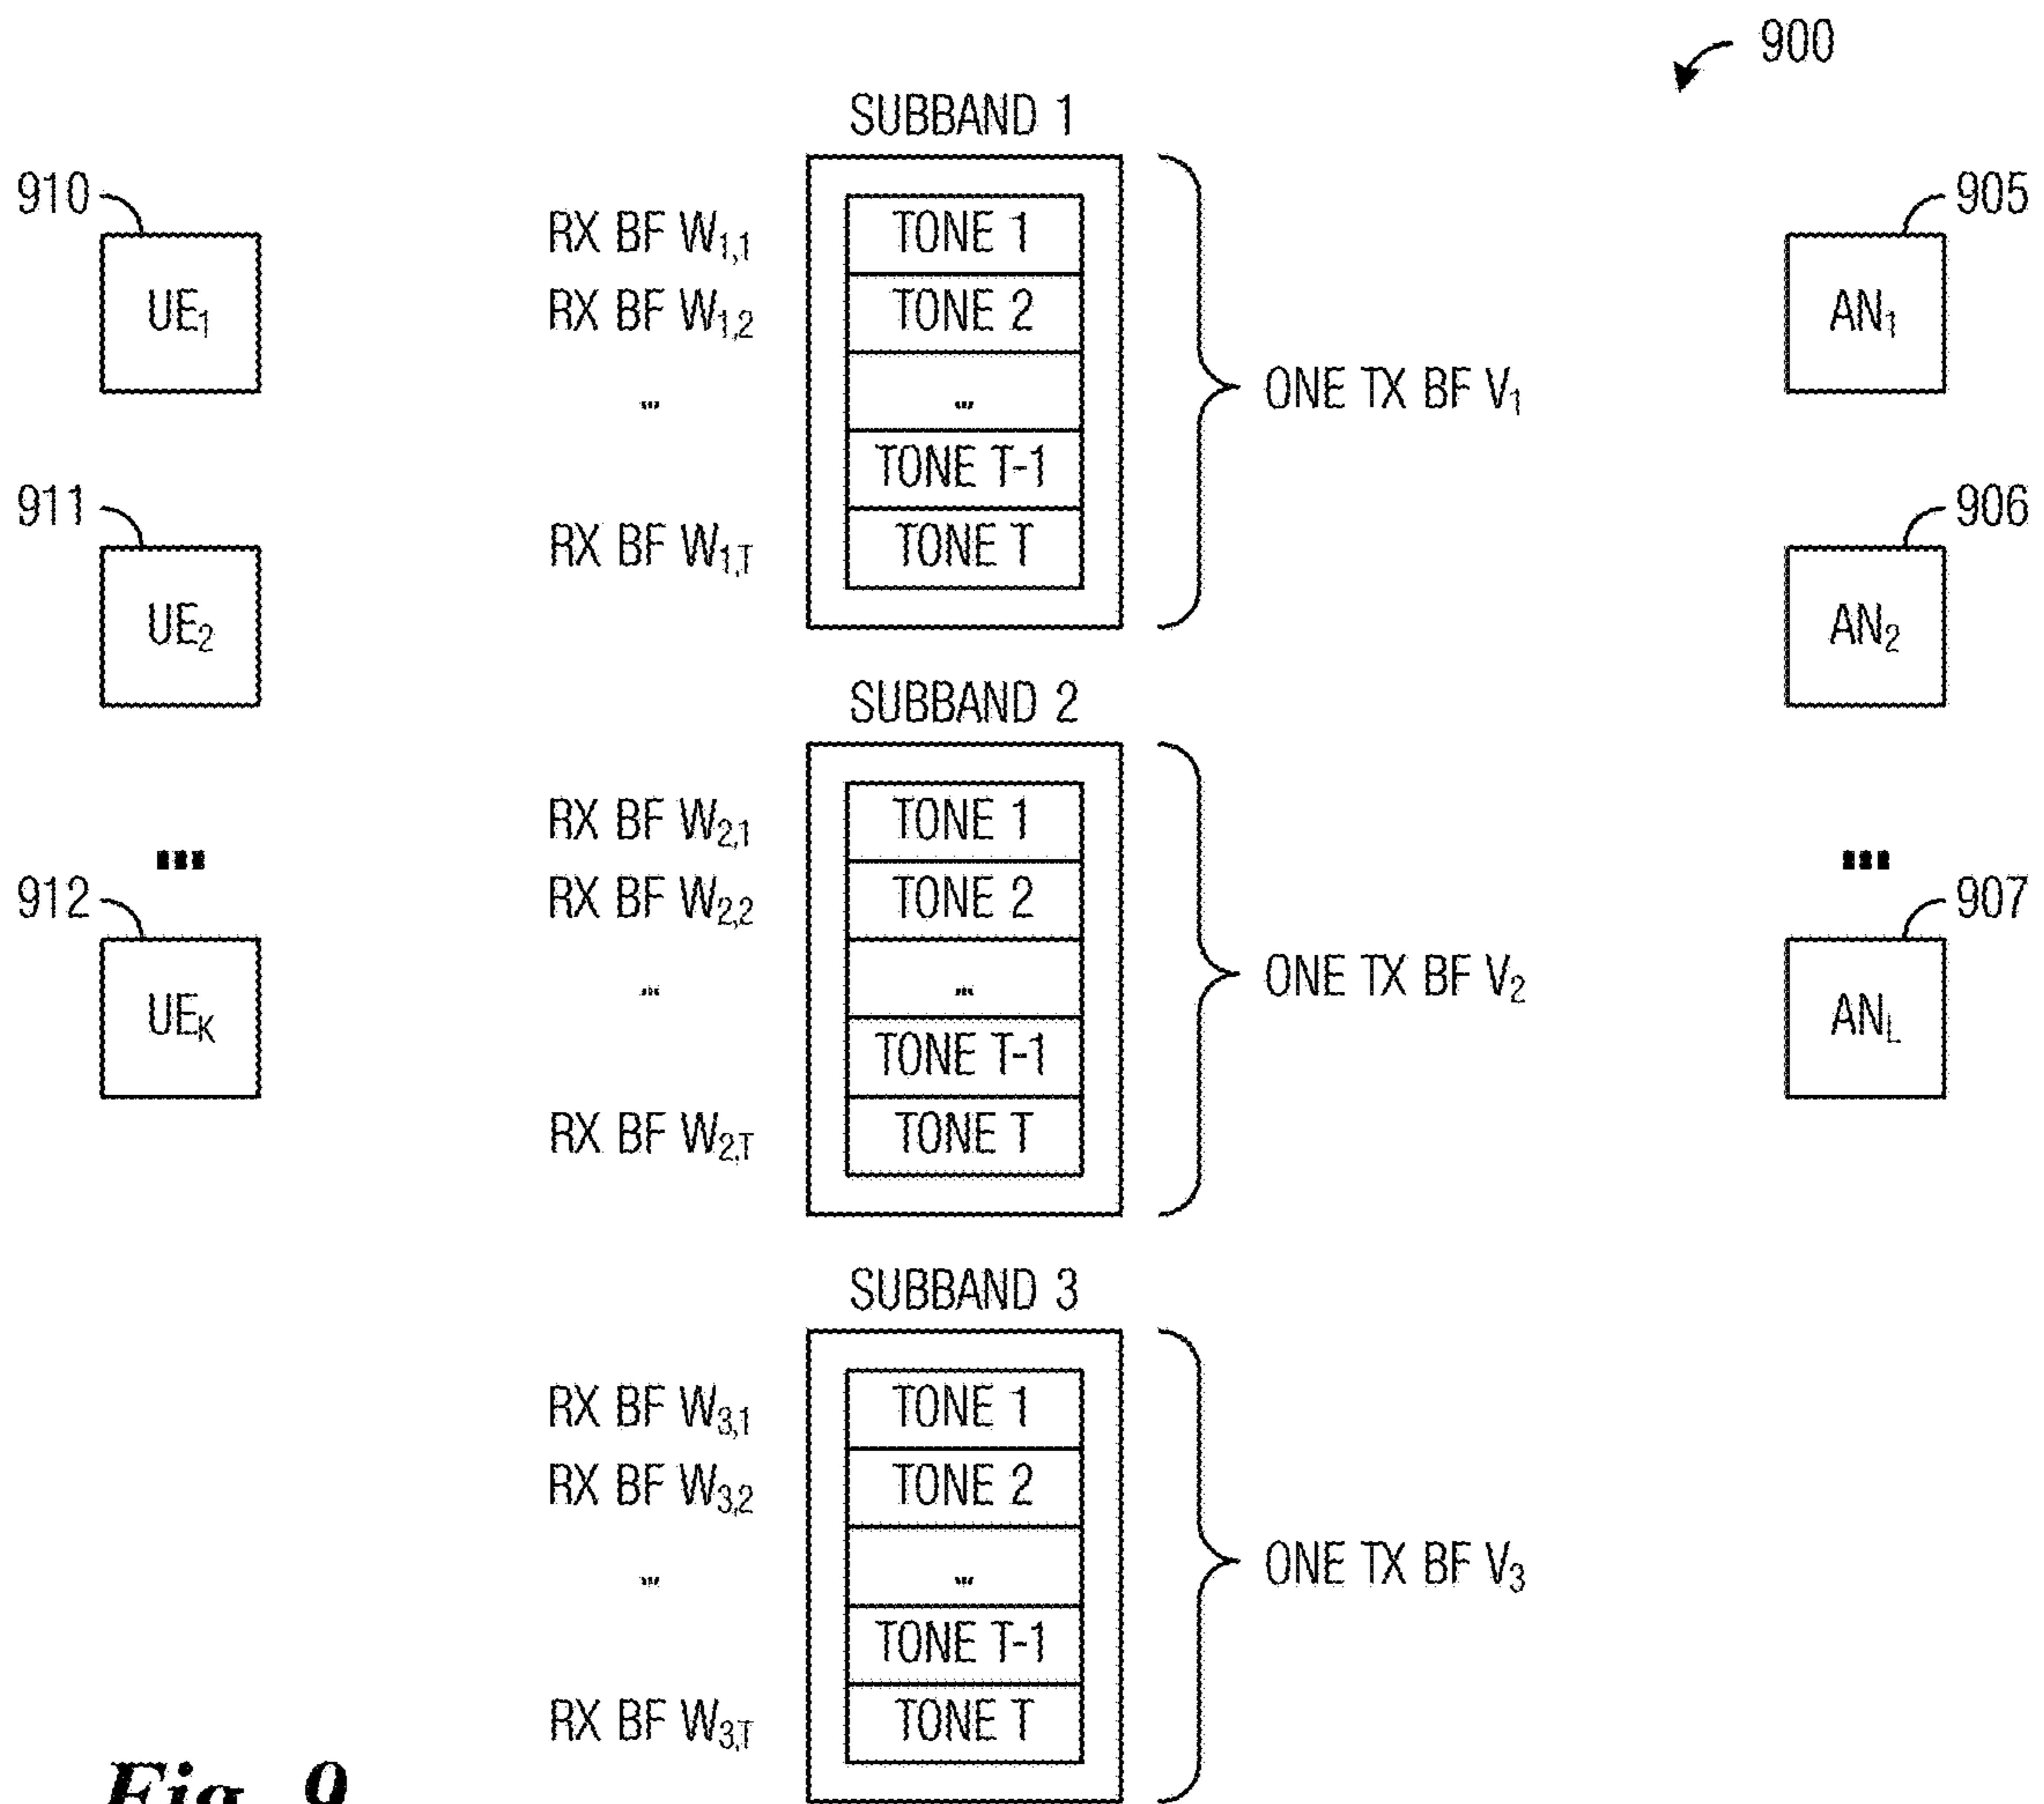 900
SUBBAND 1
910
UE1
RX BF W1,1
TONE 1
RX BF W1,2
TONE 2
...
...
TONE T-1
RX BF W1,T
TONE T
ONE TX BF V1
905
AN1
911
UE2
906
AN2
SUBBAND 2
RX BF W2,1
TONE 1
RX BF W2,2
TONE 2
...
...
TONE T-1
RX BF W2,T
TONE T
ONE TX BF V2
...
912
UEK
...
907
ANL
SUBBAND 3
RX BF W3,1
TONE 1
RX BF W3,2
TONE 2
...
...
TONE T-1
RX BF W3,T
TONE T
ONE TX BF V3
Fig. 9